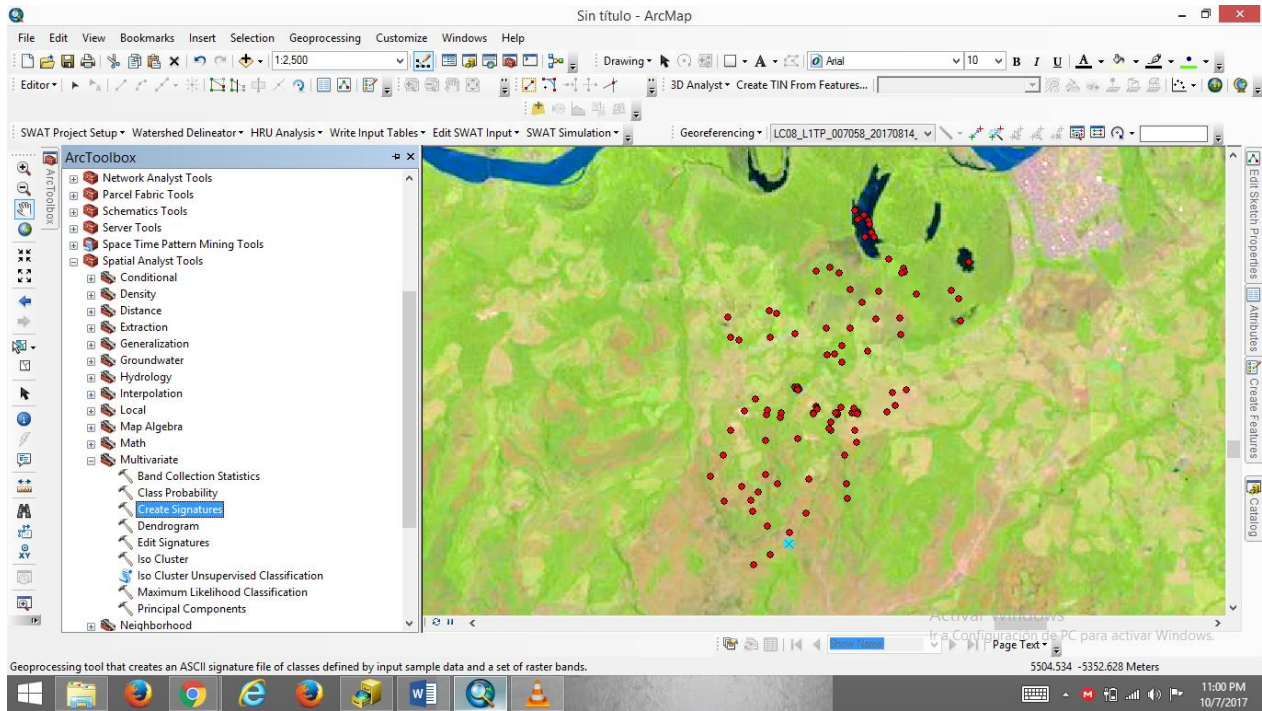 Sin título - ArcMap
File Edit View Bookmarks Insert Selection Geoprocessing Customize Windows Help
1:2.500 Drawing Arial 10 B I U A
Editor 3D Analyst Create TIN From Features...
SWAT Project Setup Watershed Delineator HRU Analysis Write Input Tables Edit SWAT Input SWAT Simulation Georeferencing LC08_L1TP_007058_20170814_
ArcToolbox
ArcToolbox
Network Analyst Tools
Parcel Fabric Tools
Schematics Tools
Server Tools
Space Time Pattern Mining Tools
Spatial Analyst Tools
Conditional
Density
Distance
Extraction
Generalization
Groundwater
Hydrology
Interpolation
Local
Map Algebra
Math
Multivariate
Band Collection Statistics
Class Probability
Create Signatures
Dendrogram
Edit Signatures
Iso Cluster
Iso Cluster Unsupervised Classification
Maximum Likelihood Classification
Principal Components
Neighborhood
XY
Edit Sketch Properties
Attributes
Create Features
Catalog
Activar Windows
Ir a Configuración de PC para activar Windows.
Show Name Page Text
Geoprocessing tool that creates an ASCII signature file of classes defined by input sample data and a set of raster bands.
5504.534 -5352.628 Meters
11:00 PM
10/7/2017